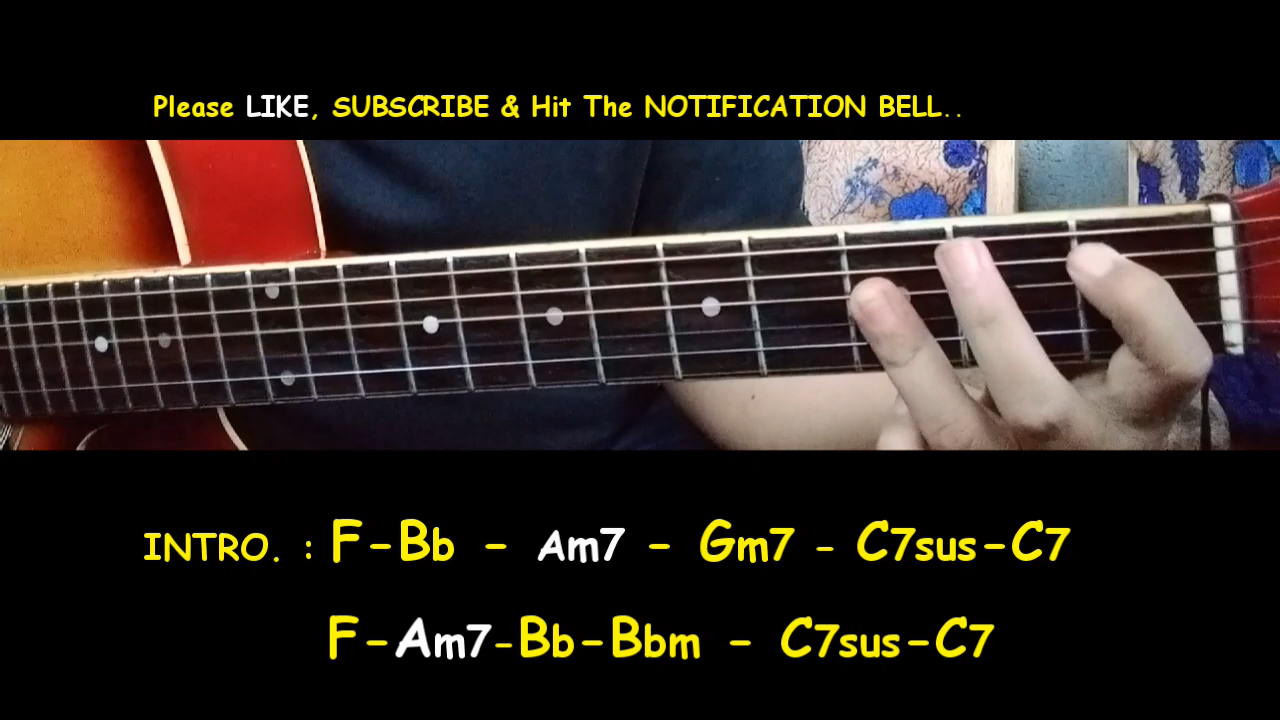 Please LIKE, SUBSCRIBE & Hit The NOTIFICATION BELL..
INTRO. : F-Bb - Am7 - Gm7 - C7sus-C7
F-Am7-Bb-Bbm - C7sus-C7